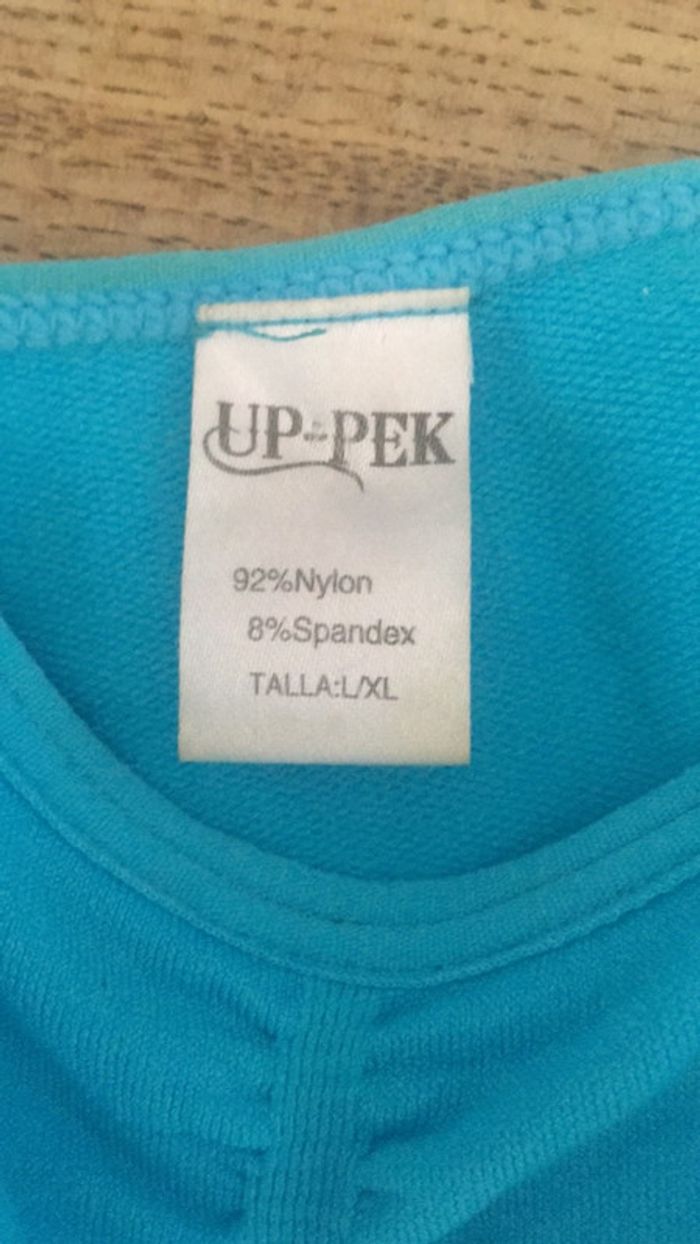 UP-PEK
92%Nylon
8%Spandex
TALLA:L/XL